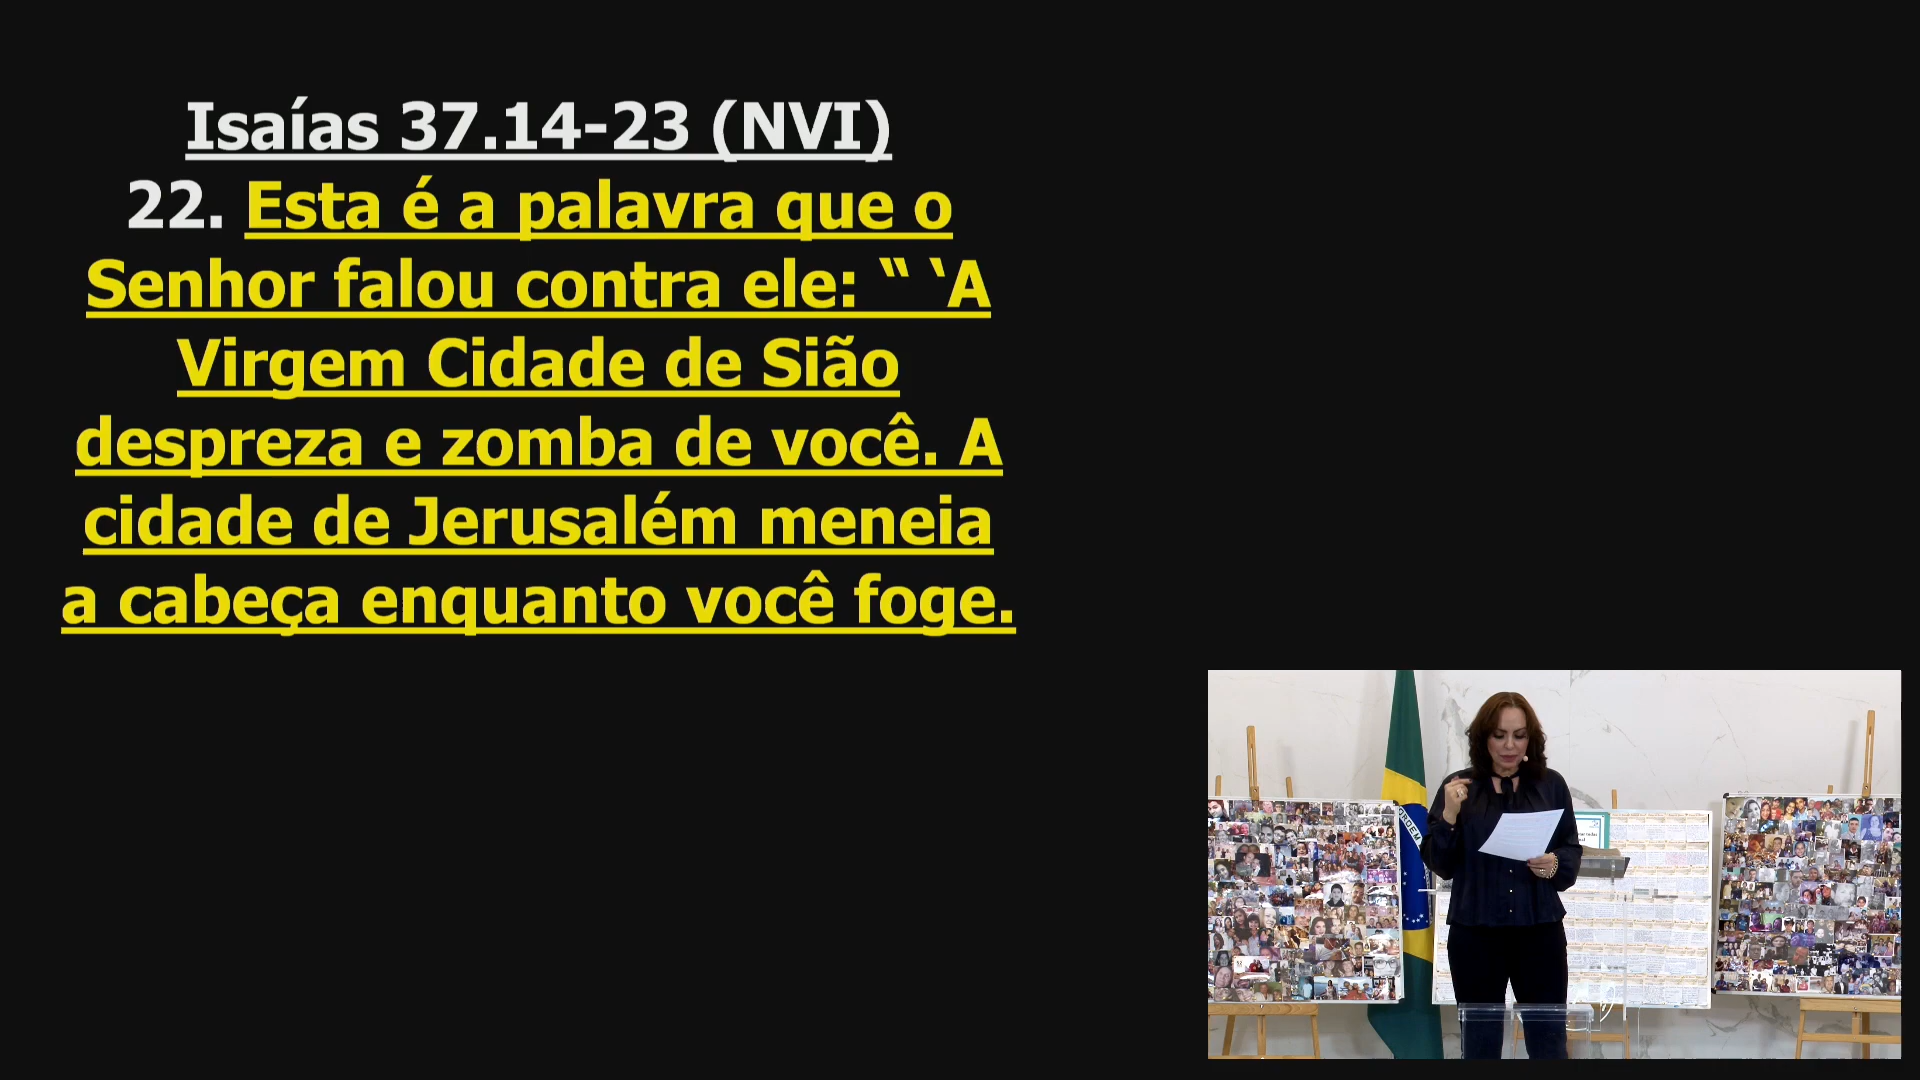 Isaías 37.14-23 (NVI)
22. Esta é a palavra que o
Senhor falou contra ele: “ ‘A
Virgem Cidade de Sião
despreza e zomba de você. A
cidade de Jerusalém meneia
a cabeça enquanto você foge.
ORDEM